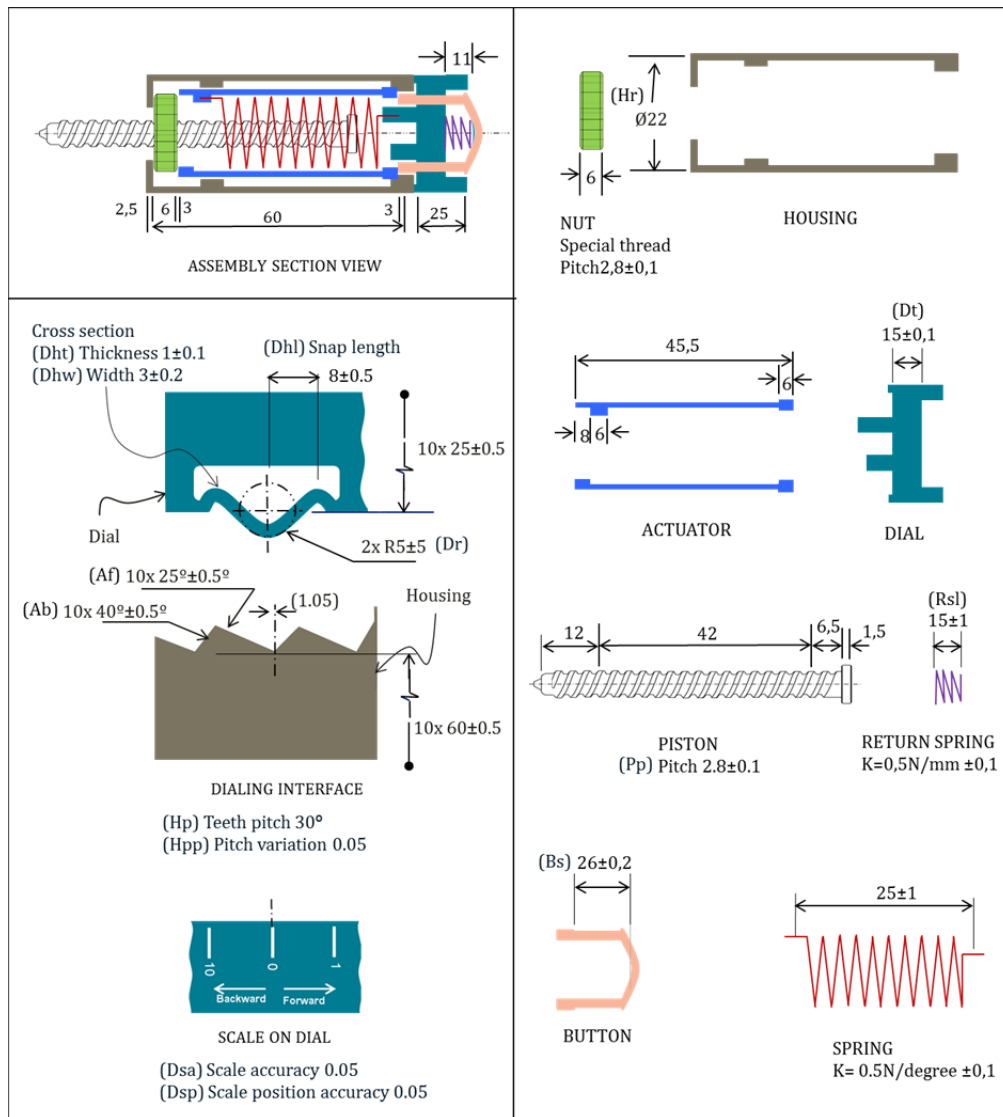 11
2,5
6
3
60
3
25
ASSEMBLY SECTION VIEW
(Hr)
Ø22
6
HOUSING
NUT
Special thread
Pitch2,8±0,1
Cross section
(Dht) Thickness 1±0.1
(Dhw) Width 3±0.2
(Dhl) Snap length
8±0.5
10x 25±0.5
Dial
2x R5±5 (Dr)
(Af) 10x 25º±0.5º
(Ab) 10x 40º±0.5º
(1.05)
Housing
10x 60±0.5
DIALING INTERFACE
(Hp) Teeth pitch 30º
(Hpp) Pitch variation 0.05
10
0
1
Backward
Forward
SCALE ON DIAL
(Dsa) Scale accuracy 0.05
(Dsp) Scale position accuracy 0.05
45,5
6
8
6
ACTUATOR
(Dt)
15±0,1
DIAL
12
42
6,5
1,5
PISTON
(Pp) Pitch 2.8±0.1
(Rsl)
15±1
RETURN SPRING
K=0,5N/mm ±0,1
(Bs) 26±0,2
BUTTON
25±1
SPRING
K= 0.5N/degree ±0,1